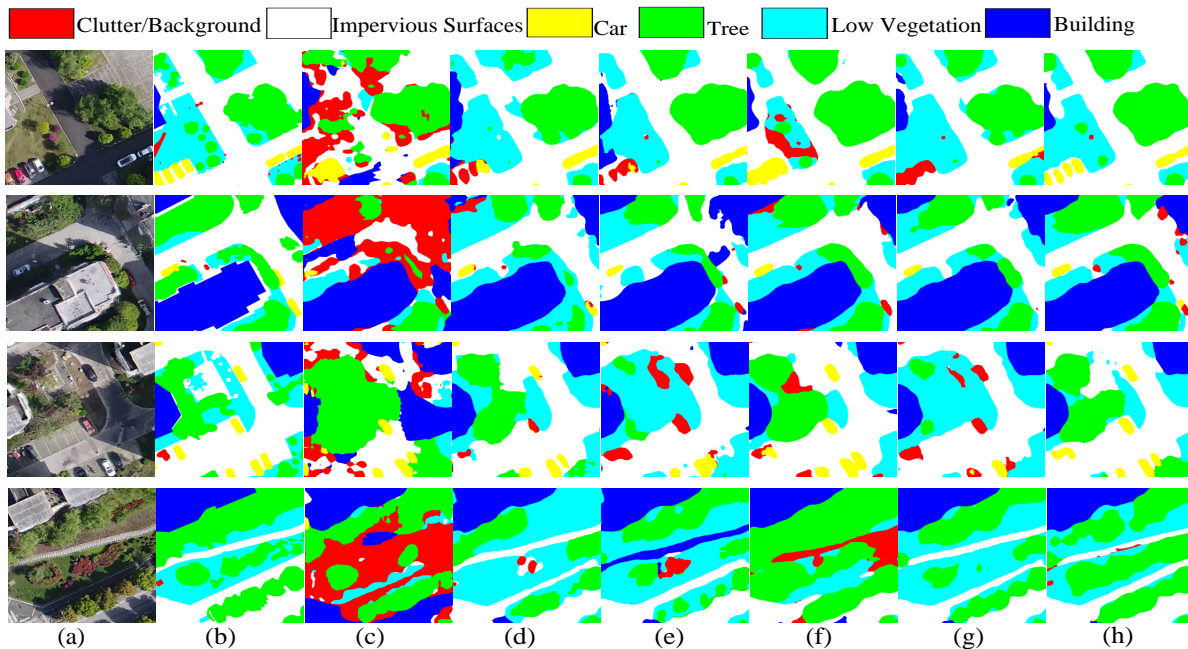 Clutter/Background Impervious Surfaces Car Tree Low Vegetation Building
(a) (b) (c) (d) (e) (f) (g) (h)